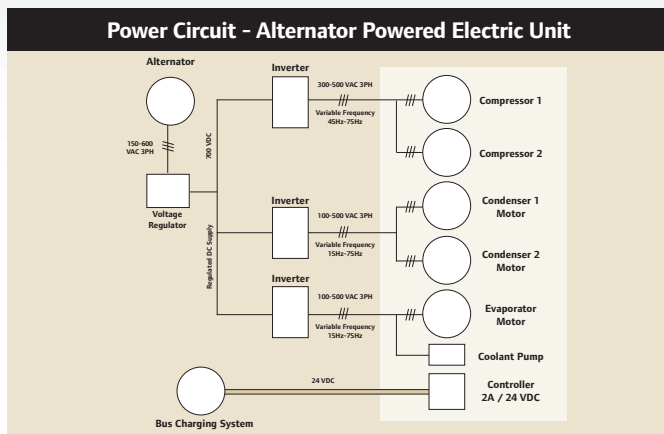 Power Circuit – Alternator Powered Electric Unit
Alternator
150-600
VAC 3PH
Voltage
Regulator
700 VDC
Regulated DC Supply
Inverter
300-500 VAC 3PH
Variable Frequency
45Hz-75Hz
Compressor 1
Compressor 2
Inverter
100-500 VAC 3PH
Variable Frequency
15Hz-75Hz
Condenser 1
Motor
Condenser 2
Motor
Inverter
100-500 VAC 3PH
Variable Frequency
15Hz-75Hz
Evaporator
Motor
Coolant Pump
24 VDC
Bus Charging System
Controller
2A / 24 VDC